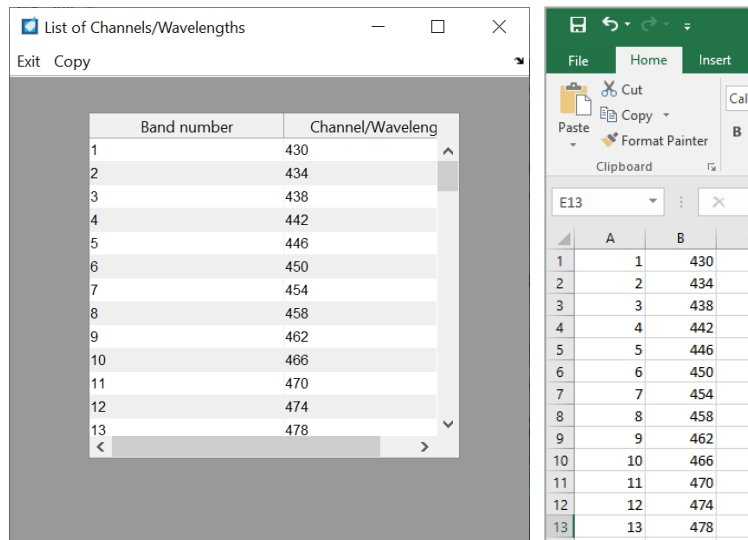 List of Channels/Wavelengths
Exit Copy
Band number Channel/Waveleng
1 430
2 434
3 438
4 442
5 446
6 450
7 454
8 458
9 462
10 466
11 470
12 474
13 478
File Home Insert
Cut
Copy
Paste
Format Painter
Clipboard
Cal
B
E13
A B
1 1 430
2 2 434
3 3 438
4 4 442
5 5 446
6 6 450
7 7 454
8 8 458
9 9 462
10 10 466
11 11 470
12 12 474
13 13 478